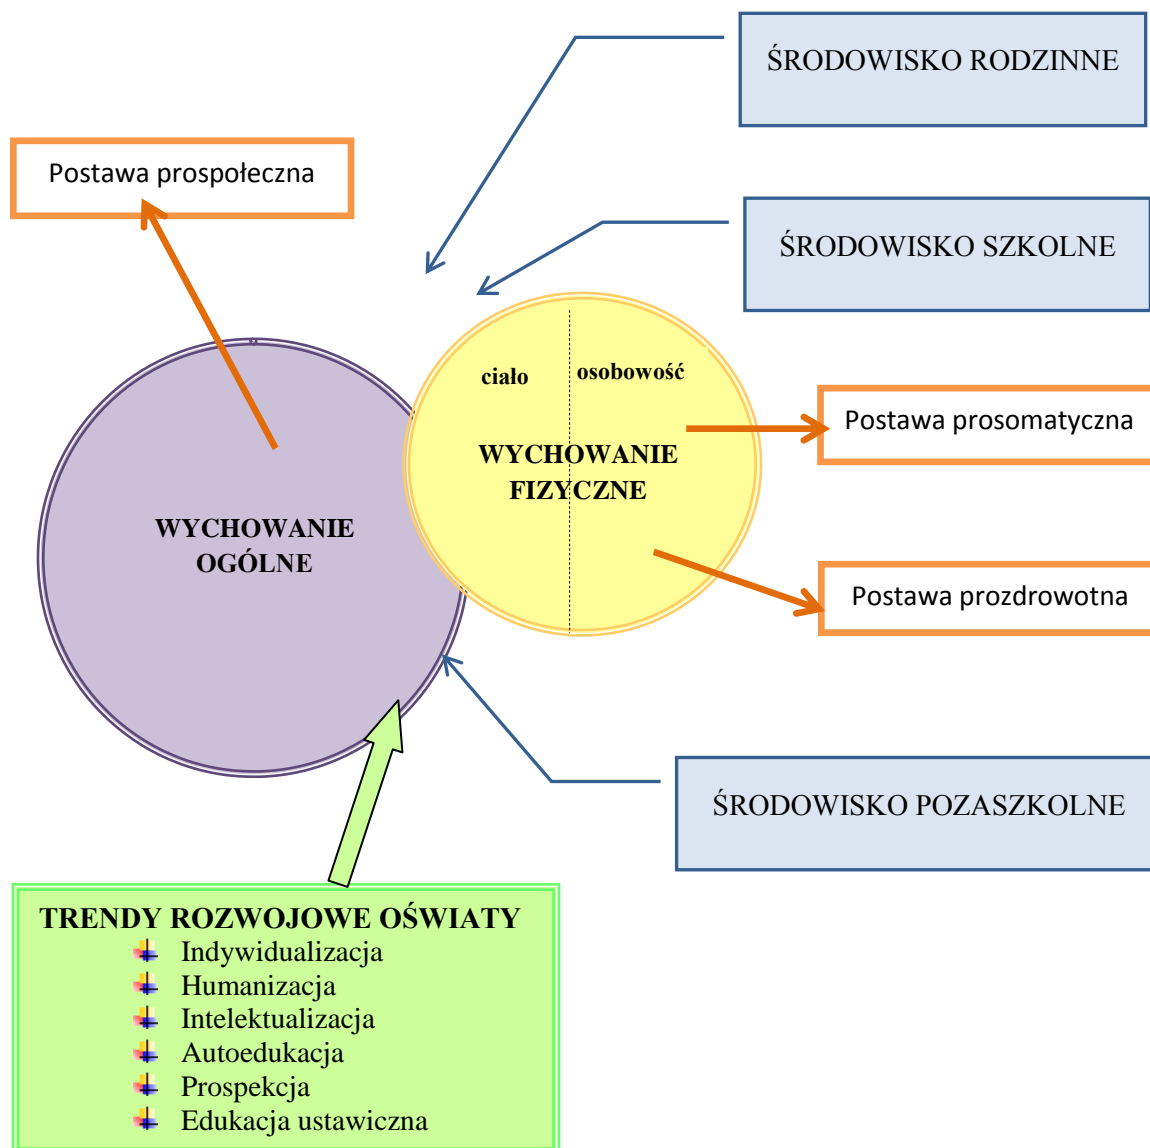 ŚRODOWISKO RODZINNE
Postawa prospołeczna
ŚRODOWISKO SZKOLNE
ciało
osobowość
WYCHOWANIE
FIZYCZNE
Postawa prosomatyczna
WYCHOWANIE
OGÓLNE
Postawa prozdrowotna
ŚRODOWISKO POZASZKOLNE
TRENDY ROZWOJOWE OŚWIATY
Indywidualizacja
Humanizacja
Intelektualizacja
Autoedukacja
Prospekcja
Edukacja ustawiczna